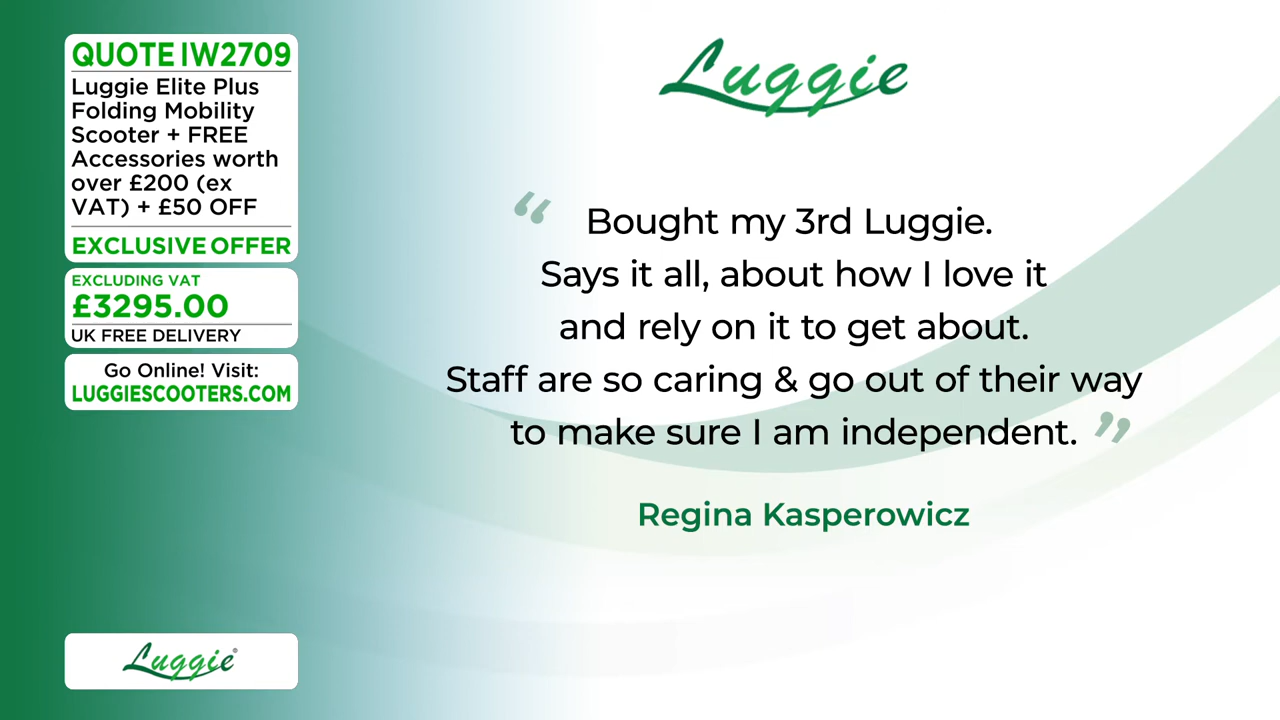 QUOTE IW2709
Luggie Elite Plus
Folding Mobility
Scooter + FREE
Accessories worth
over £200 (ex
VAT) + £50 OFF
EXCLUSIVE OFFER
EXCLUDING VAT
£3295.00
UK FREE DELIVERY
Go Online! Visit:
LUGGIESCOOTERS.COM
Luggie®
Luggie
“ Bought my 3rd Luggie.
Says it all, about how I love it
and rely on it to get about.
Staff are so caring & go out of their way
to make sure I am independent. ”
Regina Kasperowicz